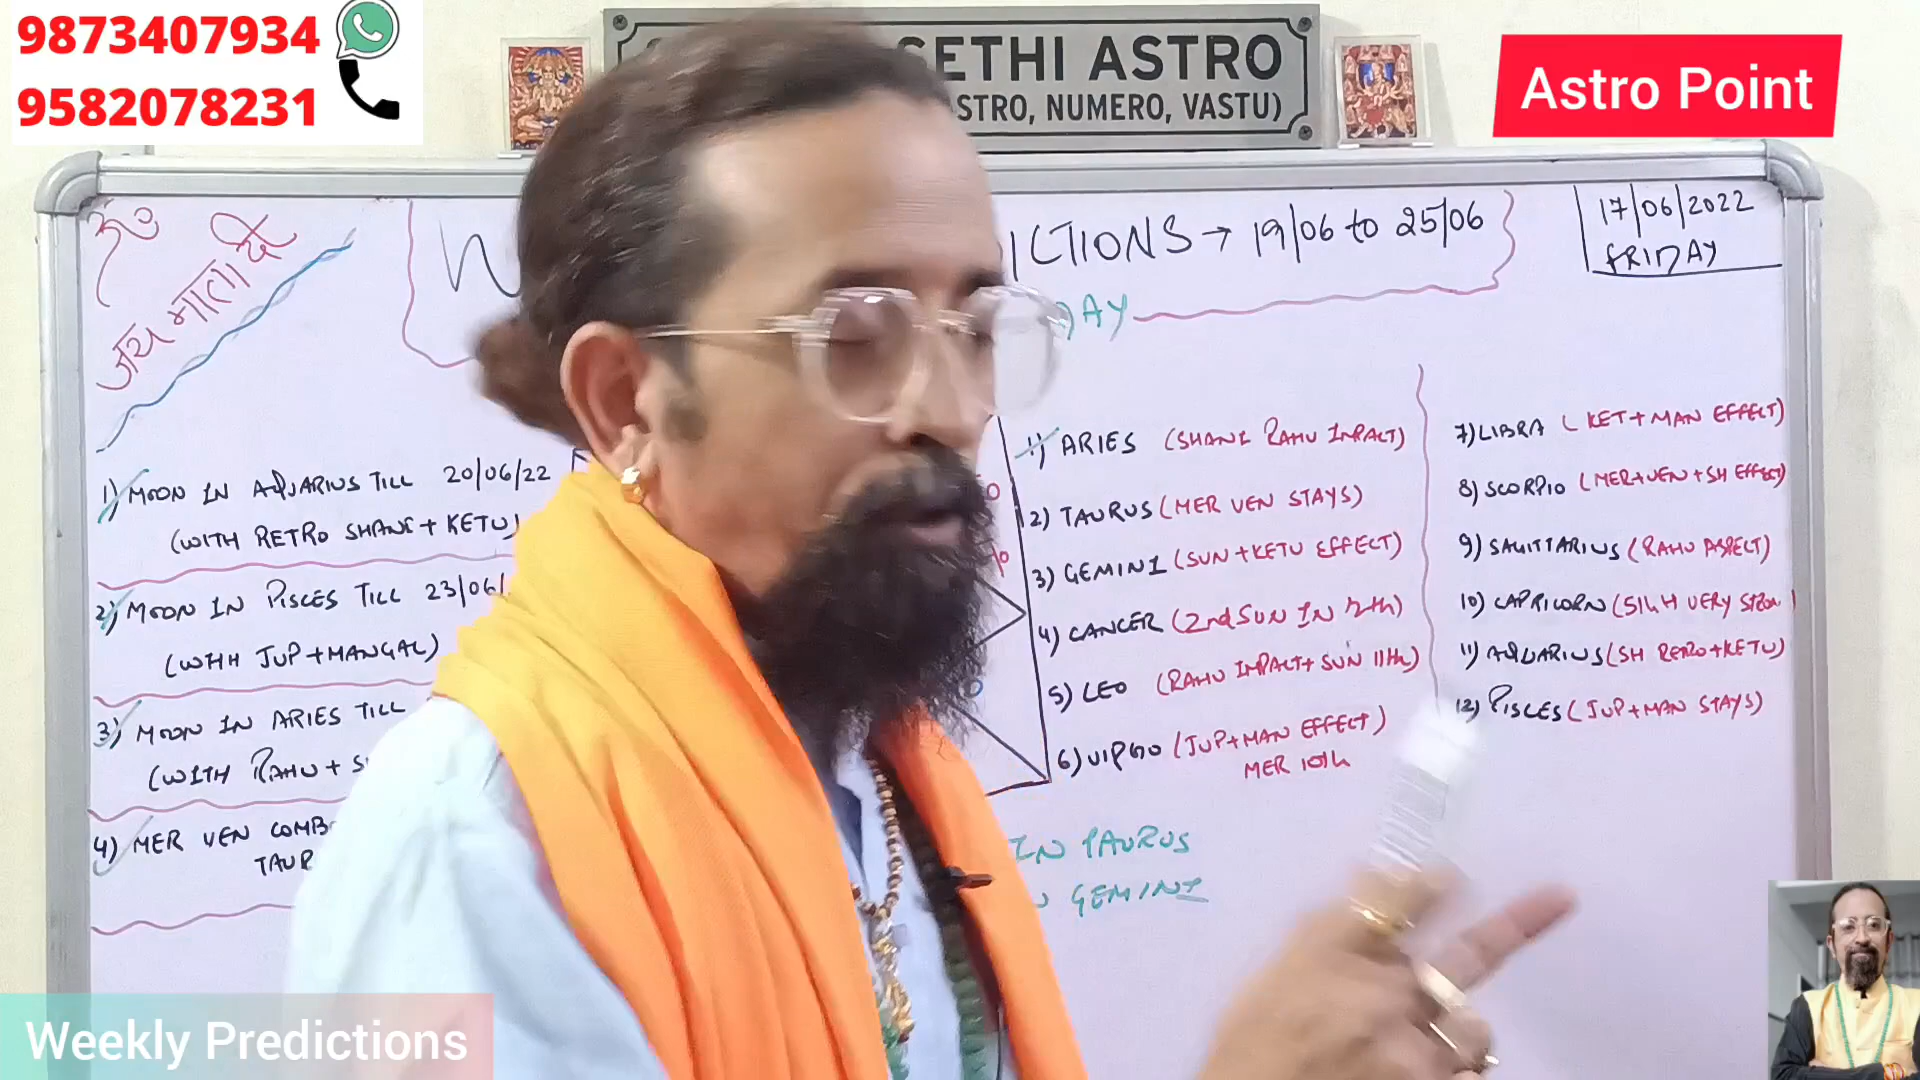 9873407934
9582078231
SETHI ASTRO
ASTRO, NUMERO, VASTU)
Astro Point
ॐ
जय माता दी
ICTIONS → 19/06 to 25/06
DAY
17/06/2022
FRIDAY
1) MOON IN AQUARIUS TILL 20/06/22
(WITH RETRO SHANI + KETU)
2) MOON IN PISCES TILL 23/06/
(WITH JUP + MANGAL)
3) MOON IN ARIES TILL
(WITH RAHU + S
4) MER VEN COMB
TAUR
1) ARIES (SHANI RAHU IMPACT)
2) TAURUS (MER VEN STAYS)
3) GEMINI (SUN + KETU EFFECT)
4) CANCER (2nd SUN IN 12th)
5) LEO (RAHU IMPACT + SUN 11th)
6) VIRGO (JUP + MAN EFFECT)
MER 10th
IN TAURUS
GEMINI
7) LIBRA (KET + MAN EFFECT)
8) SCORPIO (MER + VEN + SH EFFECT)
9) SAGITTARIUS (RAHU ASPECT)
10) CAPRICORN (SIGH VERY
11) AQUARIUS (SH RETRO + KETU)
12) PISCES (JUP + MAN STAYS)
Weekly Predictions